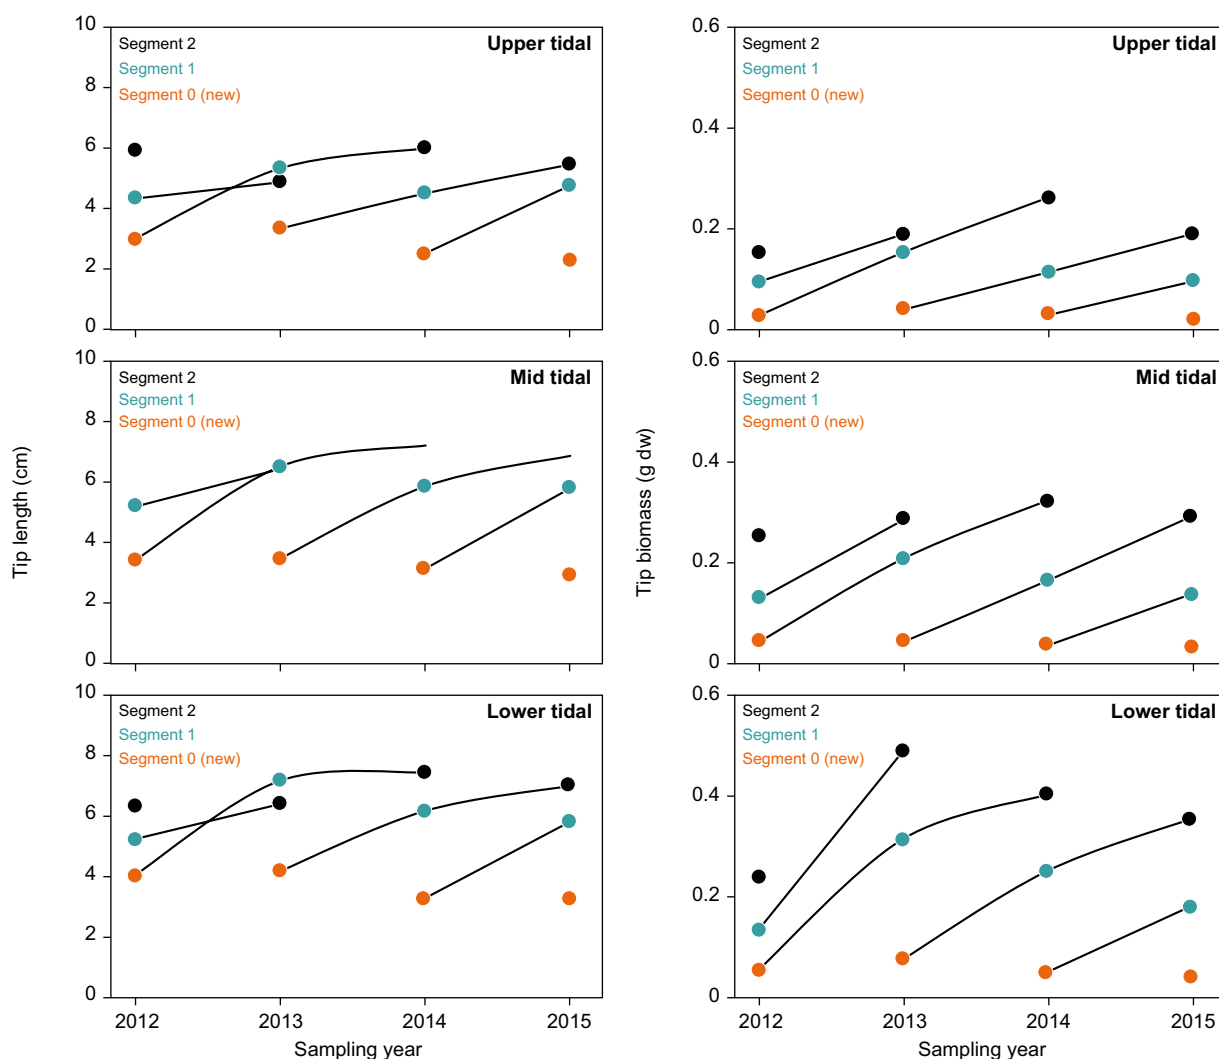 10
8
6
4
2
0
Segment 2
Segment 1
Segment 0 (new)
Upper tidal
0.6
0.4
0.2
0
Segment 2
Segment 1
Segment 0 (new)
Upper tidal
Tip length (cm)
10
8
6
4
2
0
Segment 2
Segment 1
Segment 0 (new)
Mid tidal
Tip biomass (g dw)
0.6
0.4
0.2
0
Segment 2
Segment 1
Segment 0 (new)
Mid tidal
10
8
6
4
2
0
Segment 2
Segment 1
Segment 0 (new)
Lower tidal
2012 2013 2014 2015
Sampling year
0.6
0.4
0.2
0
Segment 2
Segment 1
Segment 0 (new)
Lower tidal
2012 2013 2014 2015
Sampling year